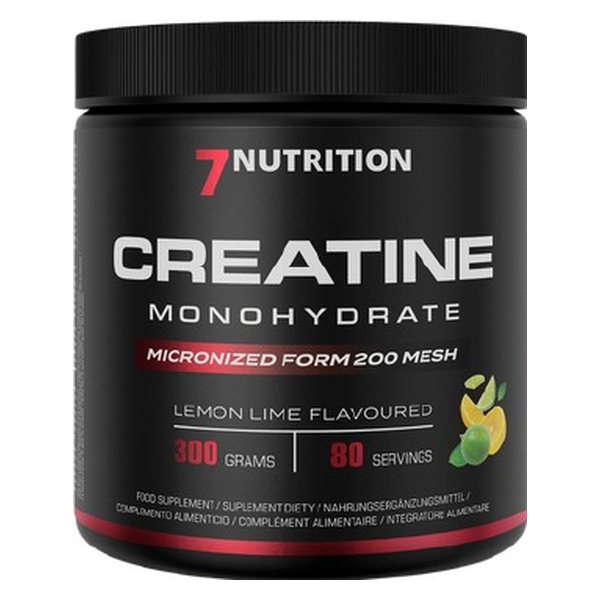 7NUTRITION
CREATINE
MONOHYDRATE
MICRONIZED FORM 200 MESH
LEMON LIME FLAVOURED
300 GRAMS | 80 SERVINGS
FOOD SUPPLEMENT / SUPLEMENT DIETY / NAHRUNGSERGÄNZUNGSMITTEL /
COMPLEMENTO ALIMENTICIO / COMPLÉMENT ALIMENTAIRE / INTEGRATORE ALIMENTARE